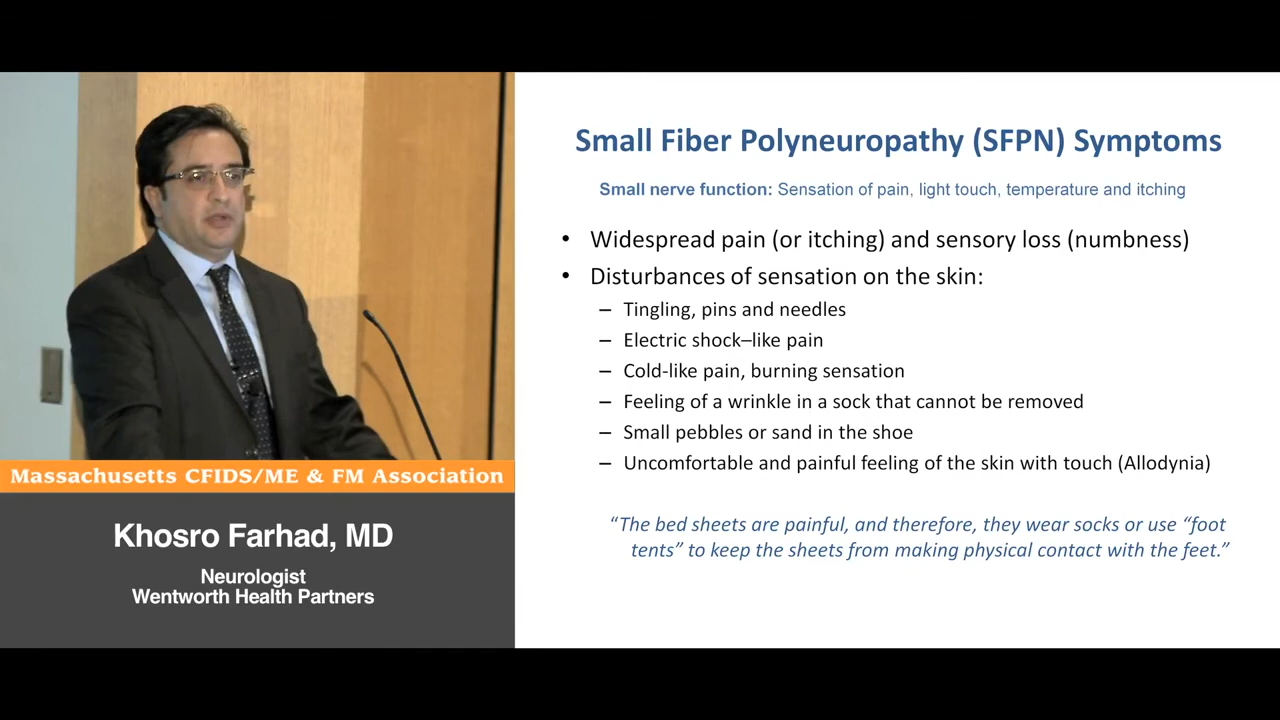 Massachusetts CFIDS/ME & FM Association
Khosro Farhad, MD
Neurologist
Wentworth Health Partners
Small Fiber Polyneuropathy (SFPN) Symptoms
Small nerve function: Sensation of pain, light touch, temperature and itching
• Widespread pain (or itching) and sensory loss (numbness)
• Disturbances of sensation on the skin:
– Tingling, pins and needles
– Electric shock–like pain
– Cold-like pain, burning sensation
– Feeling of a wrinkle in a sock that cannot be removed
– Small pebbles or sand in the shoe
– Uncomfortable and painful feeling of the skin with touch (Allodynia)
“The bed sheets are painful, and therefore, they wear socks or use “foot
tents” to keep the sheets from making physical contact with the feet.”